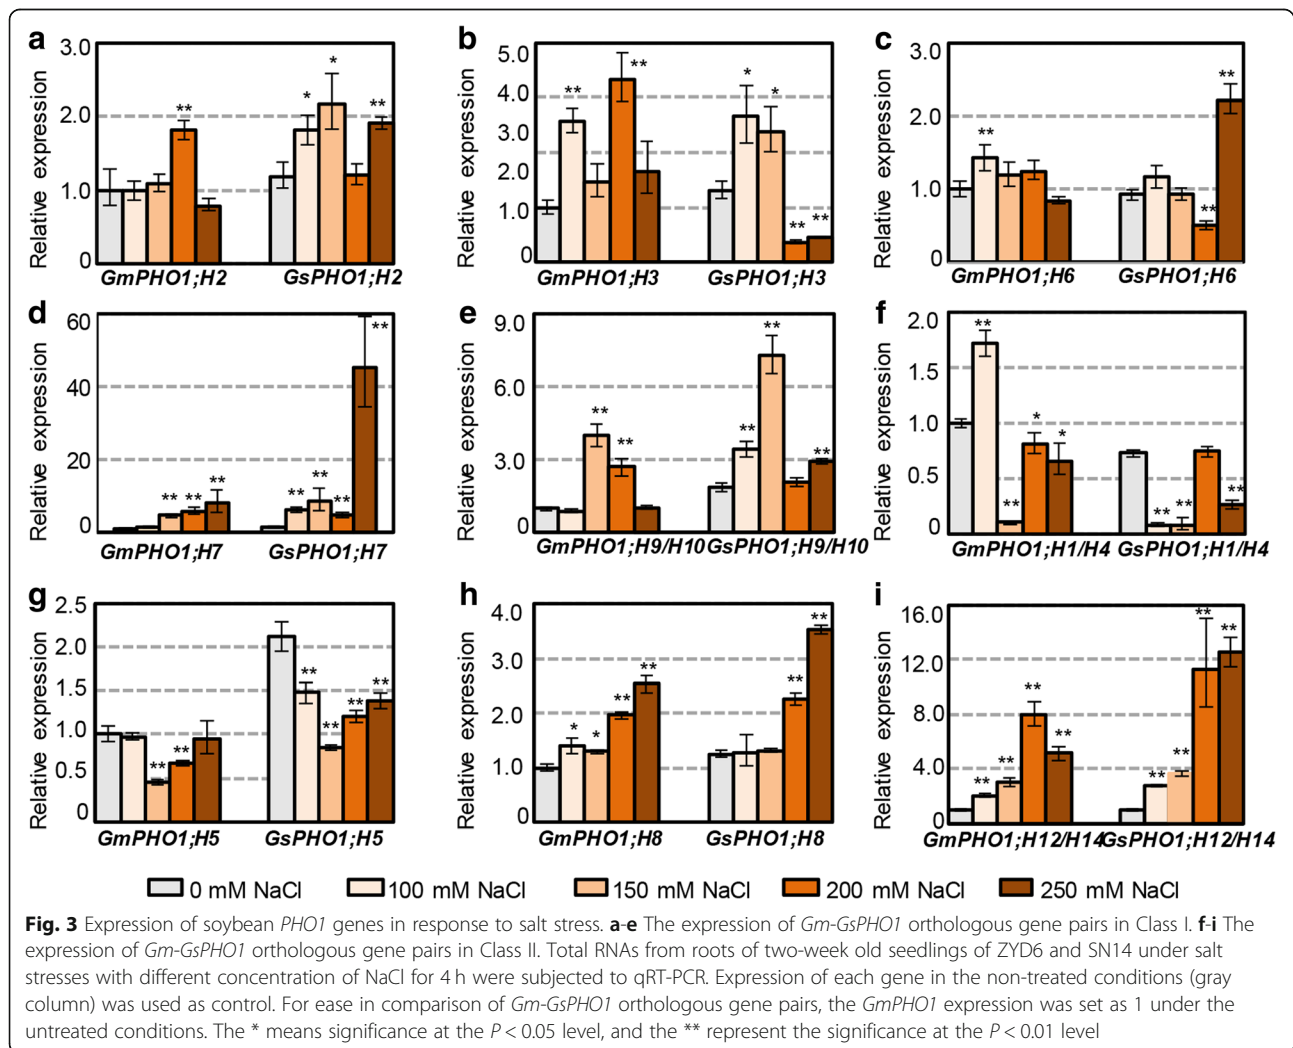 a
3.0
2.0
1.0
0
Relative expression
*
*
**
**
GmPHO1;H2 GsPHO1;H2
b
5.0
4.0
3.0
2.0
1.0
0
Relative expression
**
**
*
*
**
**
GmPHO1;H3 GsPHO1;H3
c
3.0
2.0
1.0
0
Relative expression
**
**
**
GmPHO1;H6 GsPHO1;H6
d
60
40
20
0
Relative expression
** ** **
** ** ** **
GmPHO1;H7 GsPHO1;H7
e
9.0
6.0
3.0
0
Relative expression
**
**
**
**
**
GmPHO1;H9/H10 GsPHO1;H9/H10
f
2.0
1.5
1.0
0.5
0
Relative expression
**
**
*
*
** **
**
GmPHO1;H1/H4 GsPHO1;H1/H4
g
2.5
2.0
1.5
1.0
0.5
0
Relative expression
**
**
**
**
**
**
GmPHO1;H5 GsPHO1;H5
h
4.0
3.0
2.0
1.0
0
Relative expression
*
*
**
**
**
**
GmPHO1;H8 GsPHO1;H8
i
16.0
12.0
8.0
4.0
0
Relative expression
**
**
**
**
**
**
**
**
GmPHO1;H12/H14 GsPHO1;H12/H14
0 mM NaCl 100 mM NaCl 150 mM NaCl 200 mM NaCl 250 mM NaCl
Fig. 3 Expression of soybean PHO1 genes in response to salt stress. a-e The expression of Gm-GsPHO1 orthologous gene pairs in Class I. f-i The
expression of Gm-GsPHO1 orthologous gene pairs in Class II. Total RNAs from roots of two-week old seedlings of ZYD6 and SN14 under salt
stresses with different concentration of NaCl for 4 h were subjected to qRT-PCR. Expression of each gene in the non-treated conditions (gray
column) was used as control. For ease in comparison of Gm-GsPHO1 orthologous gene pairs, the GmPHO1 expression was set as 1 under the
untreated conditions. The * means significance at the P < 0.05 level, and the ** represent the significance at the P < 0.01 level